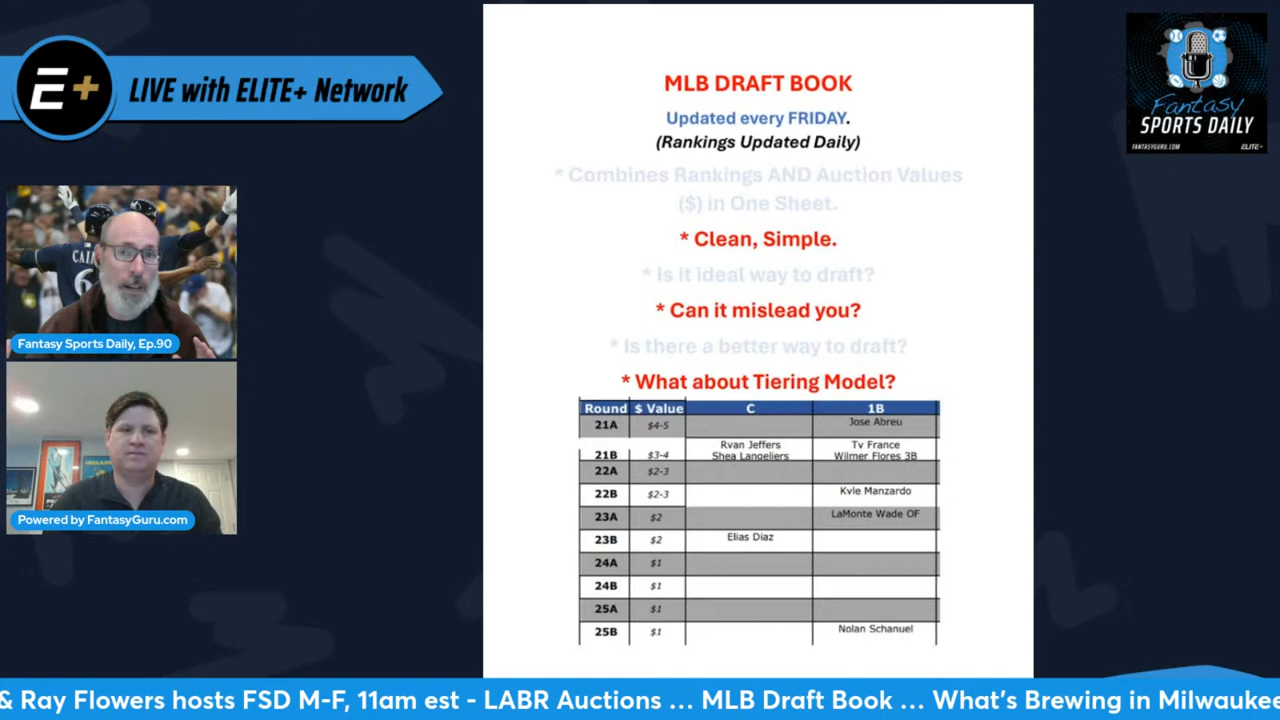 E+
LIVE with ELITE+ Network
Fantasy
SPORTS DAILY
FANTASYGURU.COM
ELITE+
MLB DRAFT BOOK
Updated every FRIDAY.
(Rankings Updated Daily)
* Combines Rankings AND Auction Values
($) in One Sheet.
* Clean, Simple.
* Is it ideal way to draft?
* Can it mislead you?
* Is there a better way to draft?
* What about Tiering Model?
Round $ Value C 1B
21A $4-5 Jose Abreu
Ryan Jeffers Ty France
21B $3-4 Shea Langeliers Wilmer Flores 3B
22A $2-3
22B $2-3 Kyle Manzardo
23A $2 LaMonte Wade OF
23B $2 Elias Diaz
24A $1
24B $1
25A $1
25B $1 Nolan Schanuel
CAI
6
Fantasy Sports Daily, Ep.90
Powered by FantasyGuru.com
& Ray Flowers hosts FSD M-F, 11am est - LABR Auctions ... MLB Draft Book ... What's Brewing in Milwaukee